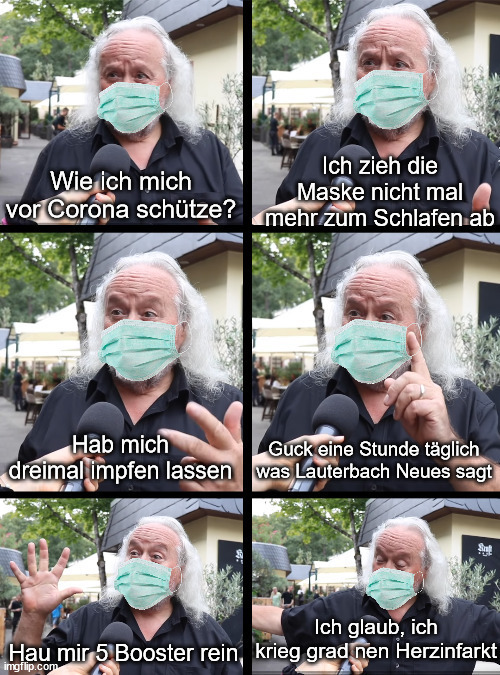 Wie ich mich
vor Corona schütze?
Ich zieh die
Maske nicht mal
mehr zum Schlafen ab
Hab mich
dreimal impfen lassen
Guck eine Stunde täglich
was Lauterbach Neues sagt
Hau mir 5 Booster rein
Ich glaub, ich
krieg grad nen Herzinfarkt
imgflip.com